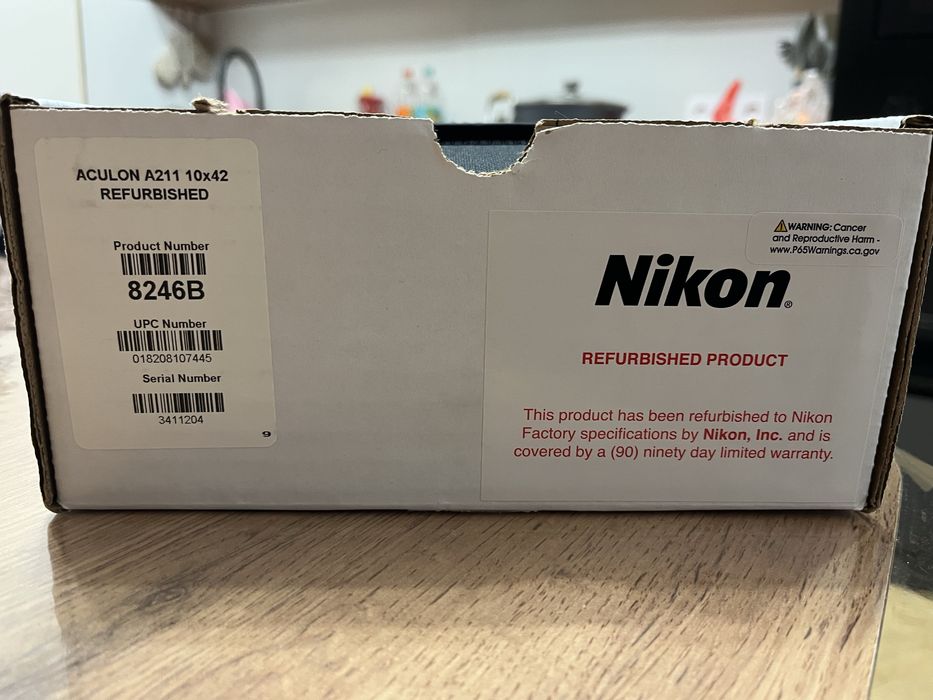 ACULON A211 10x42
REFURBISHED
Product Number
8246B
UPC Number
018208107445
Serial Number
3411204
9
WARNING: Cancer
and Reproductive Harm -
www.P65Warnings.ca.gov
Nikon®
REFURBISHED PRODUCT
This product has been refurbished to Nikon
Factory specifications by Nikon, Inc. and is
covered by a (90) ninety day limited warranty.